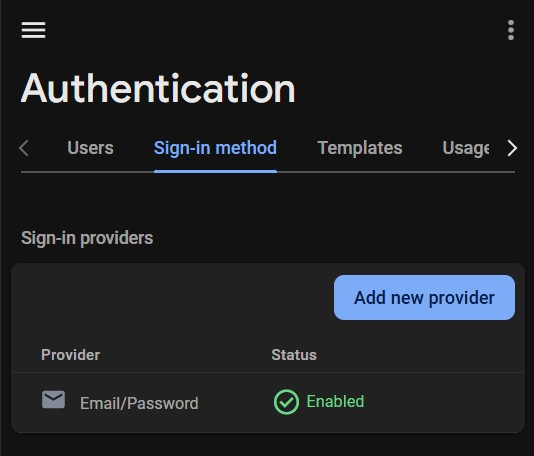 Authentication
Users Sign-in method Templates Usage
Sign-in providers
Add new provider
Provider Status
Email/Password Enabled